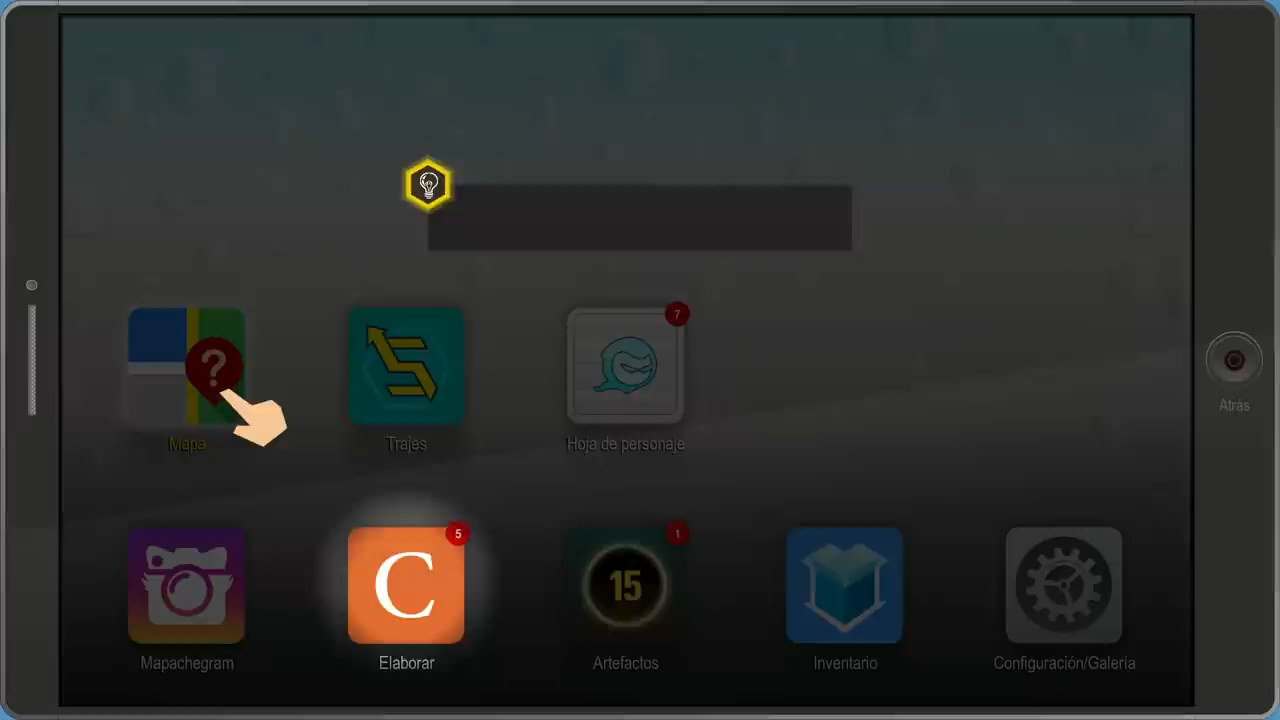 ?
7
Mapa
Trajes
Hoja de personaje
Atrás
5
1
C
15
Mapachegram
Elaborar
Artefactos
Inventario
Configuración/Galería